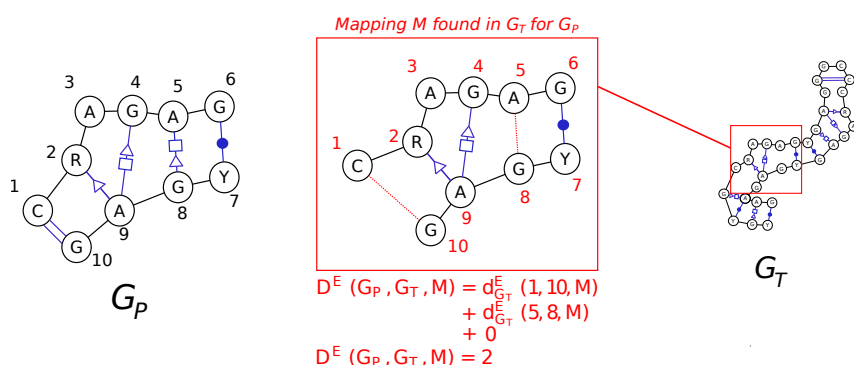 Mapping M found in G_T for G_P
3 4 5 6
A G A G
2
R
1
C
G A G Y
10 9 8 7
G_P
3 4 5 6
A G A G
1 2
C R
A G Y
9 8 7
G
10
D^E (G_P , G_T , M) = d^E_{G_T} (1, 10, M)
+ d^E_{G_T} (5, 8, M)
+ 0
D^E (G_P , G_T , M) = 2
G_T